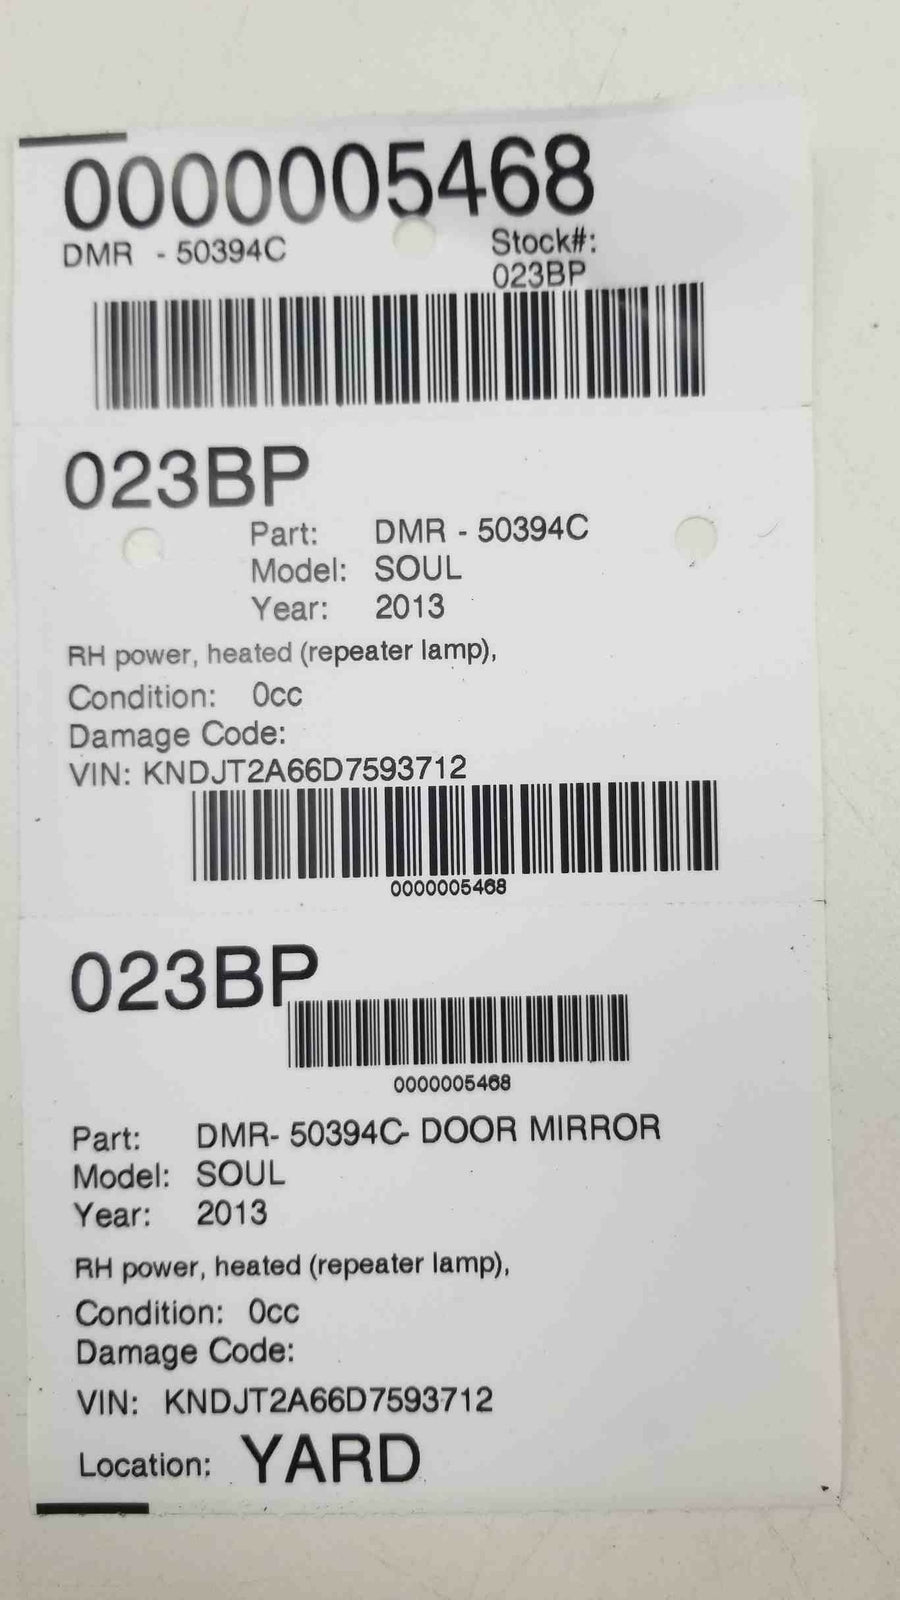 0000005468
DMR - 50394C
Stock#:
023BP
023BP
Part: DMR - 50394C
Model: SOUL
Year: 2013
RH power, heated (repeater lamp),
Condition: 0cc
Damage Code:
VIN: KNDJT2A66D7593712
0000005468
023BP
0000005468
Part: DMR- 50394C- DOOR MIRROR
Model: SOUL
Year: 2013
RH power, heated (repeater lamp),
Condition: 0cc
Damage Code:
VIN: KNDJT2A66D7593712
Location: YARD